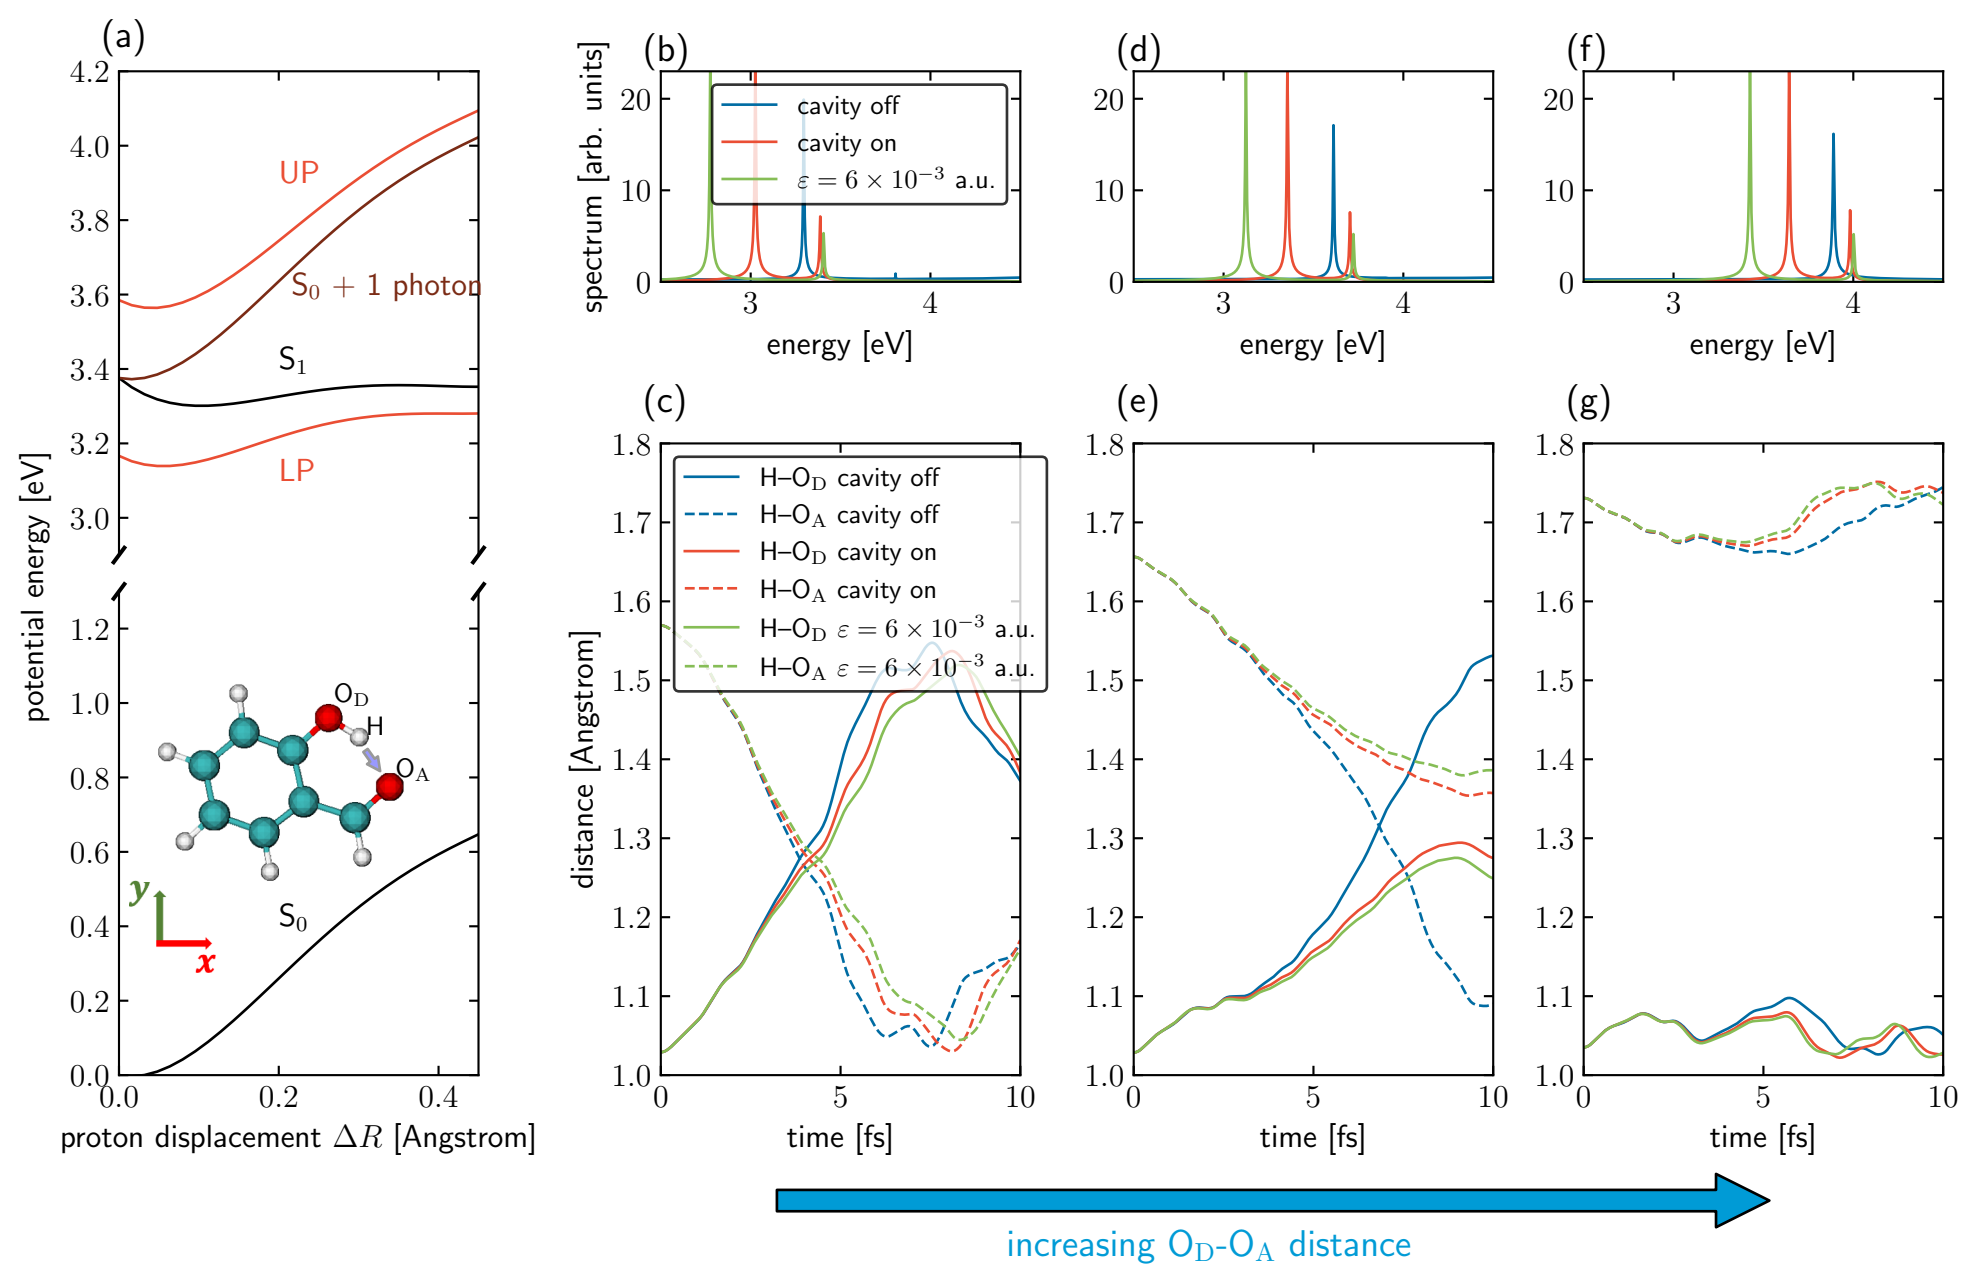 (a)
4.2
4.0
3.8
3.6
3.4
3.2
3.0
1.2
1.0
0.8
0.6
0.4
0.2
0.0
potential energy [eV]
UP
S₀ + 1 photon
S₁
LP
O_D
H
O_A
y
x
S₀
0.0 0.2 0.4
proton displacement ΔR [Angstrom]
(b)
spectrum [arb. units]
20
10
0
cavity off
cavity on
ε = 6 × 10⁻³ a.u.
3 4
energy [eV]
(d)
20
10
0
3 4
energy [eV]
(f)
20
10
0
3 4
energy [eV]
(c)
distance [Angstrom]
1.8
1.7
1.6
1.5
1.4
1.3
1.2
1.1
1.0
H–O_D cavity off
H–O_A cavity off
H–O_D cavity on
H–O_A cavity on
H–O_D ε = 6 × 10⁻³ a.u.
H–O_A ε = 6 × 10⁻³ a.u.
0 5 10
time [fs]
(e)
1.8
1.7
1.6
1.5
1.4
1.3
1.2
1.1
1.0
0 5 10
time [fs]
(g)
1.8
1.7
1.6
1.5
1.4
1.3
1.2
1.1
1.0
0 5 10
time [fs]
increasing O_D-O_A distance